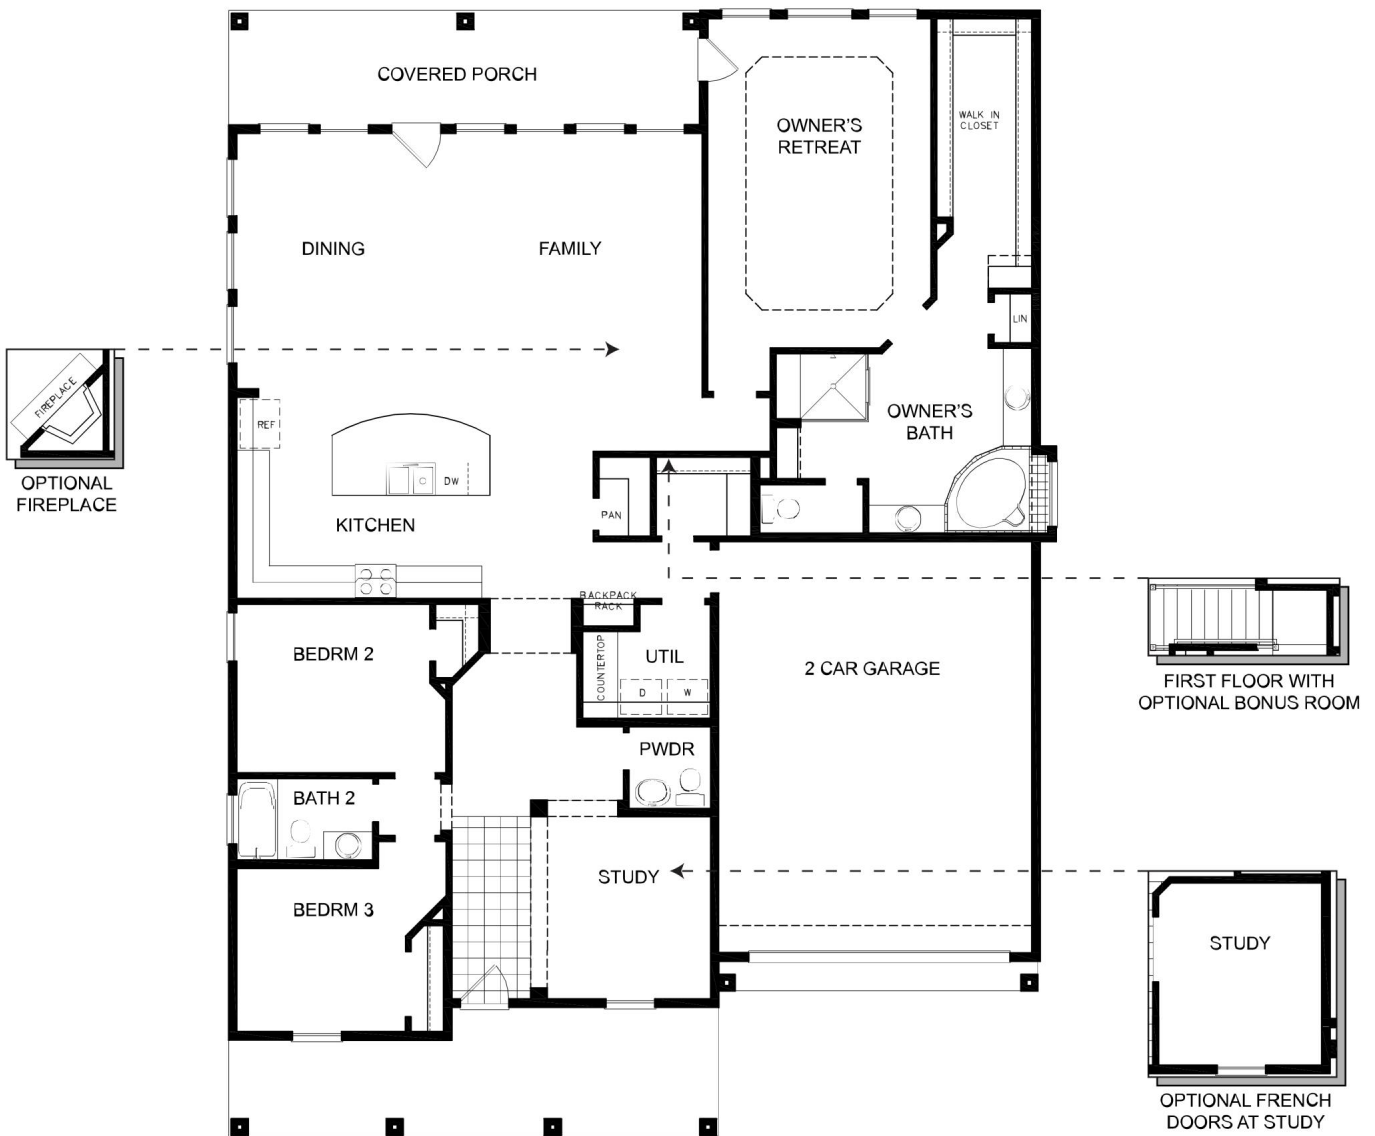 COVERED PORCH
OWNER'S
RETREAT
WALK IN
CLOSET
DINING
FAMILY
LIN
FIREPLACE
OPTIONAL
FIREPLACE
REF
OWNER'S
BATH
DW
KITCHEN
PAN
BACKPACK
RACK
BEDRM 2
COUNTERTOP
UTIL
D
W
2 CAR GARAGE
FIRST FLOOR WITH
OPTIONAL BONUS ROOM
PWDR
BATH 2
STUDY
BEDRM 3
STUDY
OPTIONAL FRENCH
DOORS AT STUDY